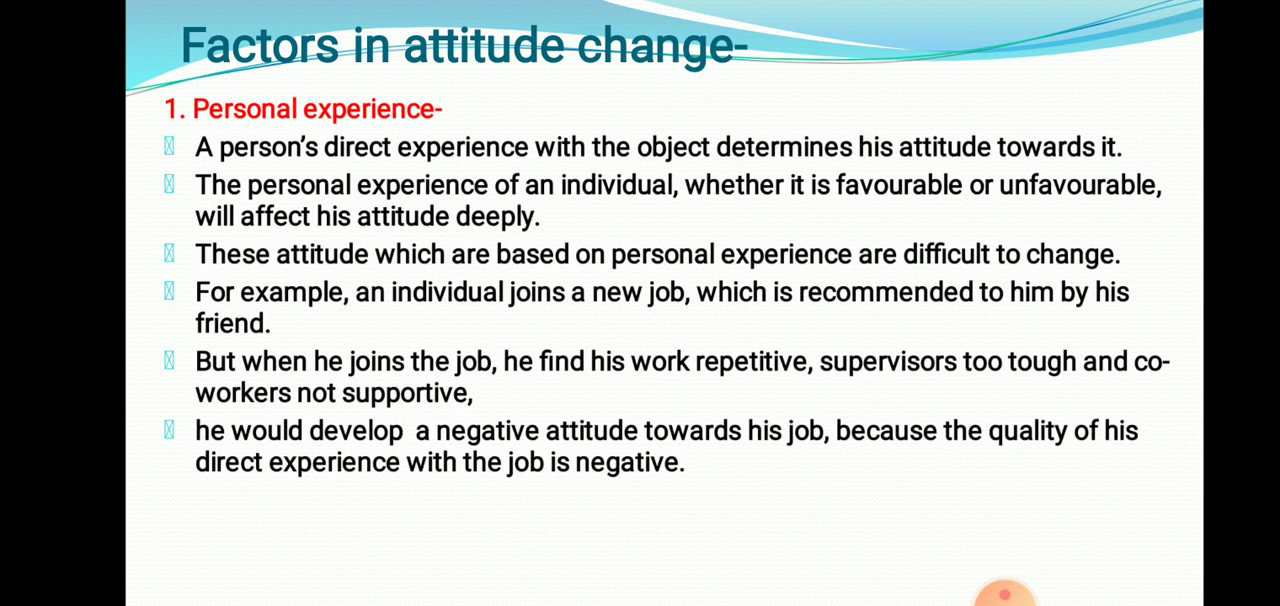 Factors in attitude change-
1. Personal experience-
A person's direct experience with the object determines his attitude towards it.
The personal experience of an individual, whether it is favourable or unfavourable,
will affect his attitude deeply.
These attitude which are based on personal experience are difficult to change.
For example, an individual joins a new job, which is recommended to him by his
friend.
But when he joins the job, he find his work repetitive, supervisors too tough and co-
workers not supportive,
he would develop  a negative attitude towards his job, because the quality of his
direct experience with the job is negative.